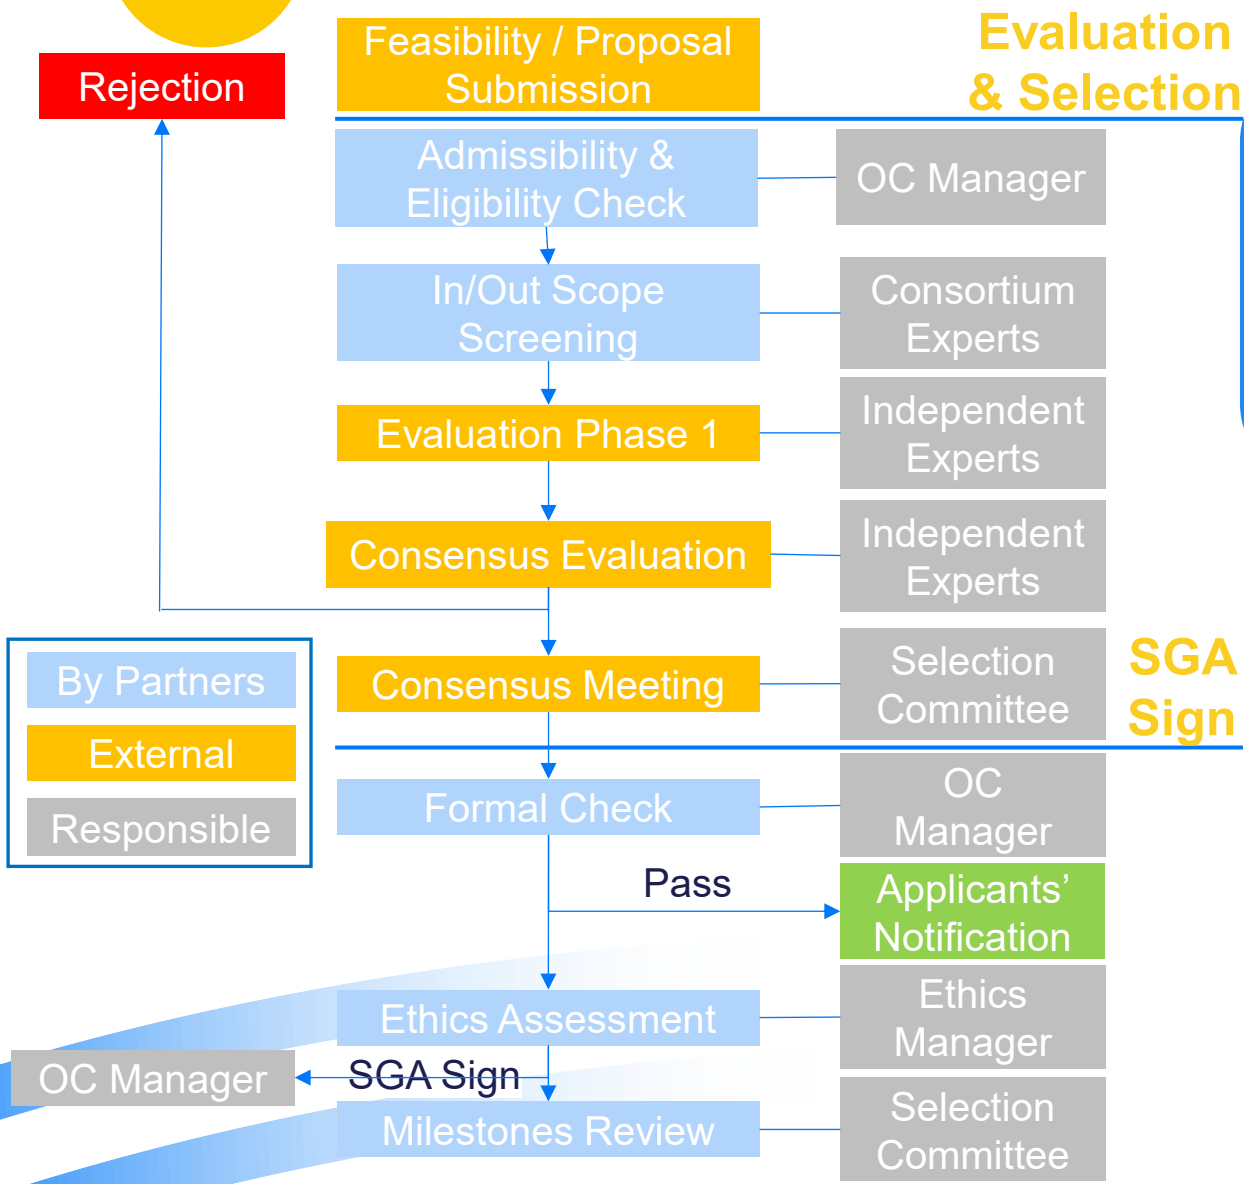 Evaluation
& Selection
Feasibility / Proposal
Submission
Rejection
Admissibility &
Eligibility Check
OC Manager
In/Out Scope
Screening
Consortium
Experts
Evaluation Phase 1
Independent
Experts
Consensus Evaluation
Independent
Experts
Consensus Meeting
Selection
Committee
SGA
Sign
By Partners
External
Responsible
Formal Check
OC
Manager
Pass
Applicants’
Notification
Ethics Assessment
Ethics
Manager
OC Manager
SGA Sign
Milestones Review
Selection
Committee